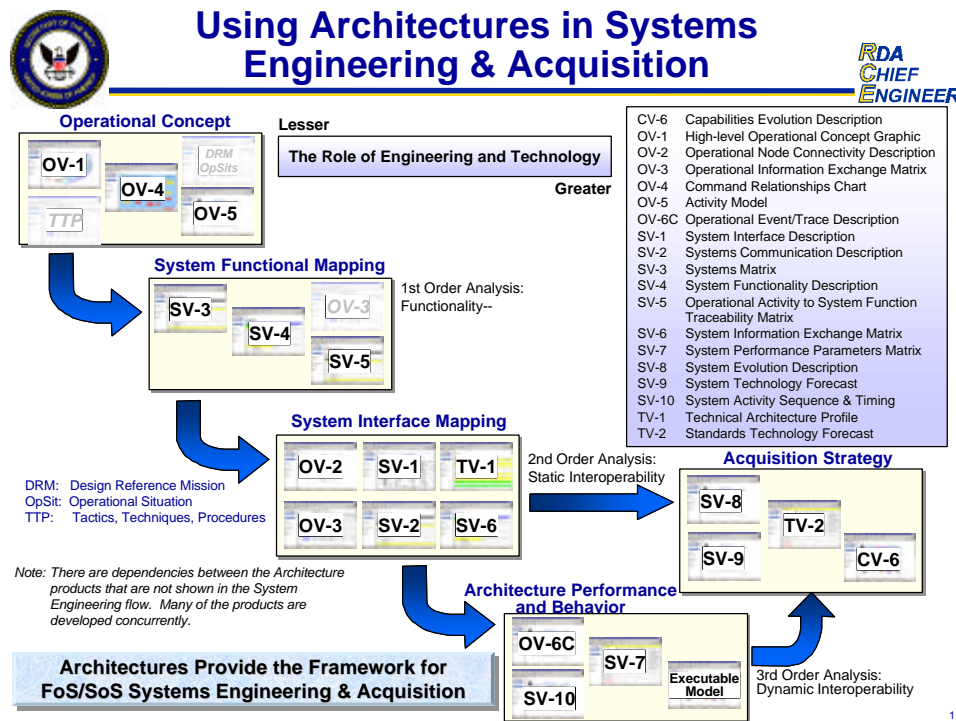 Using Architectures in Systems
Engineering & Acquisition
RDA
CHIEF
ENGINEER
Operational Concept
OV-1
OV-4
DRM
OpSits
TTP
OV-5
Lesser
The Role of Engineering and Technology
Greater
CV-6 Capabilities Evolution Description
OV-1 High-level Operational Concept Graphic
OV-2 Operational Node Connectivity Description
OV-3 Operational Information Exchange Matrix
OV-4 Command Relationships Chart
OV-5 Activity Model
OV-6C Operational Event/Trace Description
SV-1 System Interface Description
SV-2 Systems Communication Description
SV-3 Systems Matrix
SV-4 System Functionality Description
SV-5 Operational Activity to System Function
Traceability Matrix
SV-6 System Information Exchange Matrix
SV-7 System Performance Parameters Matrix
SV-8 System Evolution Description
SV-9 System Technology Forecast
SV-10 System Activity Sequence & Timing
TV-1 Technical Architecture Profile
TV-2 Standards Technology Forecast
System Functional Mapping
SV-3
SV-4
OV-3
SV-5
1st Order Analysis:
Functionality--
System Interface Mapping
OV-2
SV-1
TV-1
OV-3
SV-2
SV-6
2nd Order Analysis:
Static Interoperability
Acquisition Strategy
SV-8
TV-2
SV-9
CV-6
DRM: Design Reference Mission
OpSit: Operational Situation
TTP: Tactics, Techniques, Procedures
Note: There are dependencies between the Architecture
products that are not shown in the System
Engineering flow. Many of the products are
developed concurrently.
Architecture Performance
and Behavior
OV-6C
SV-7
SV-10
Executable
Model
3rd Order Analysis:
Dynamic Interoperability
Architectures Provide the Framework for
FoS/SoS Systems Engineering & Acquisition
1